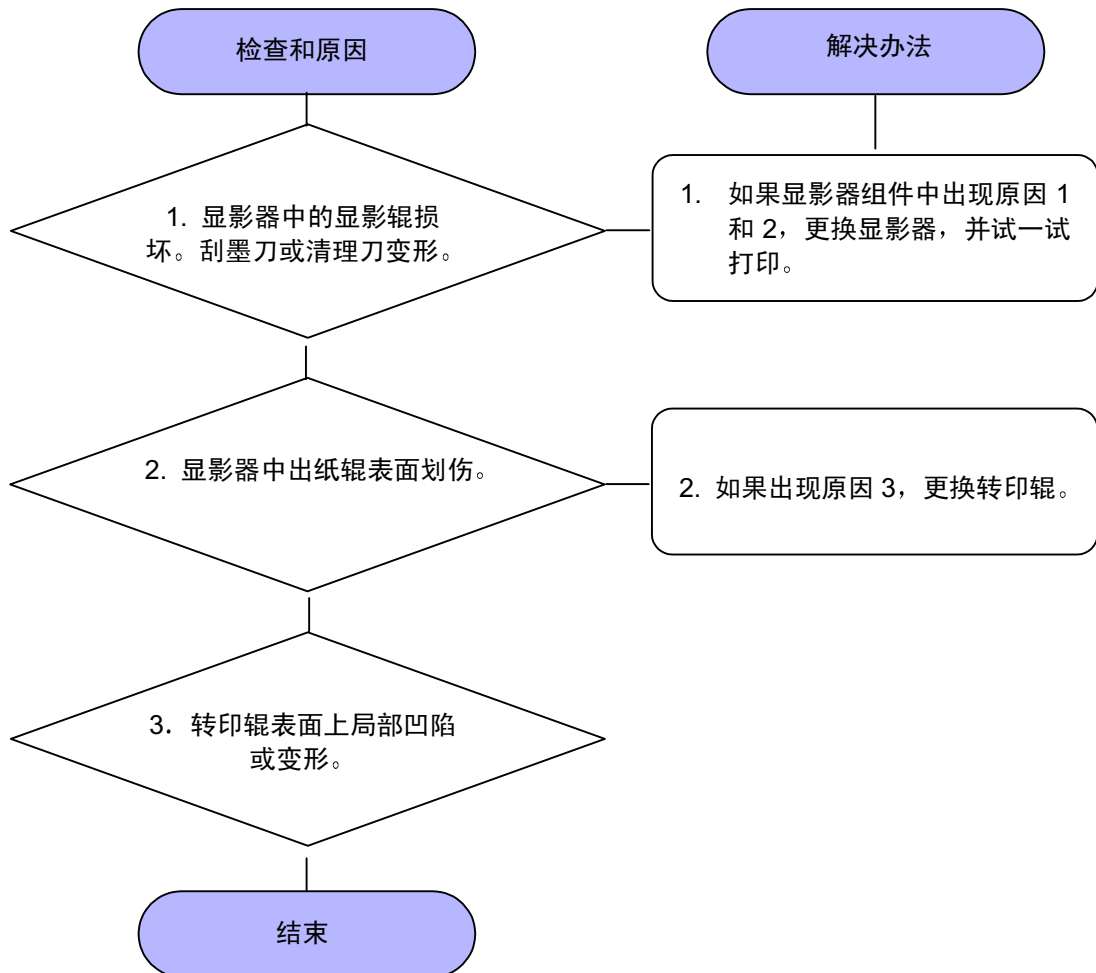 检查和原因
解决办法
1. 显影器中的显影辊损
坏。刮墨刀或清理刀变形。
1. 如果显影器组件中出现原因 1
和 2，更换显影器，并试一试
打印。
2. 显影器中出纸辊表面划伤。
2. 如果出现原因 3，更换转印辊。
3．转印辊表面上局部凹陷
或变形。
结束